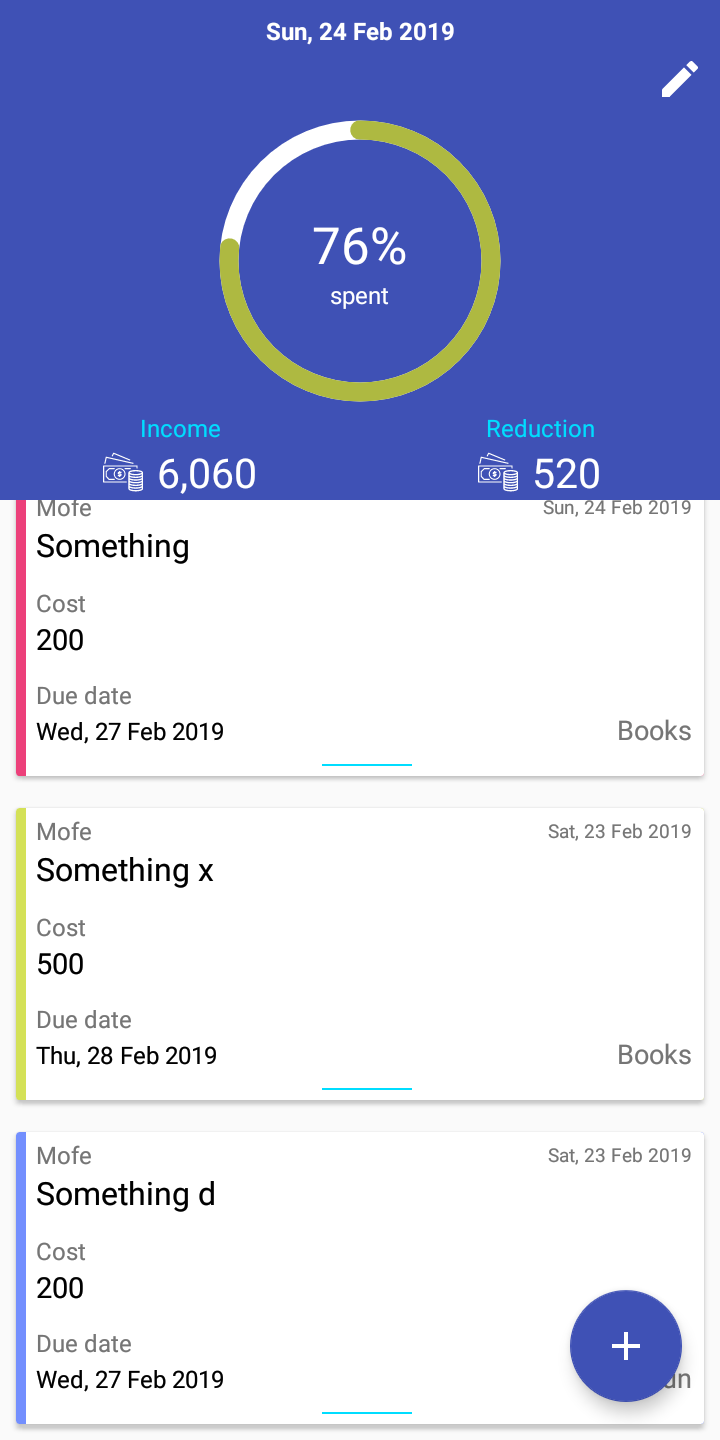 Sun, 24 Feb 2019
76%
spent
Income
Reduction
6,060
520
Mofe
Sun, 24 Feb 2019
Something
Cost
200
Due date
Wed, 27 Feb 2019
Books
Mofe
Sat, 23 Feb 2019
Something x
Cost
500
Due date
Thu, 28 Feb 2019
Books
Mofe
Sat, 23 Feb 2019
Something d
Cost
200
Due date
Wed, 27 Feb 2019